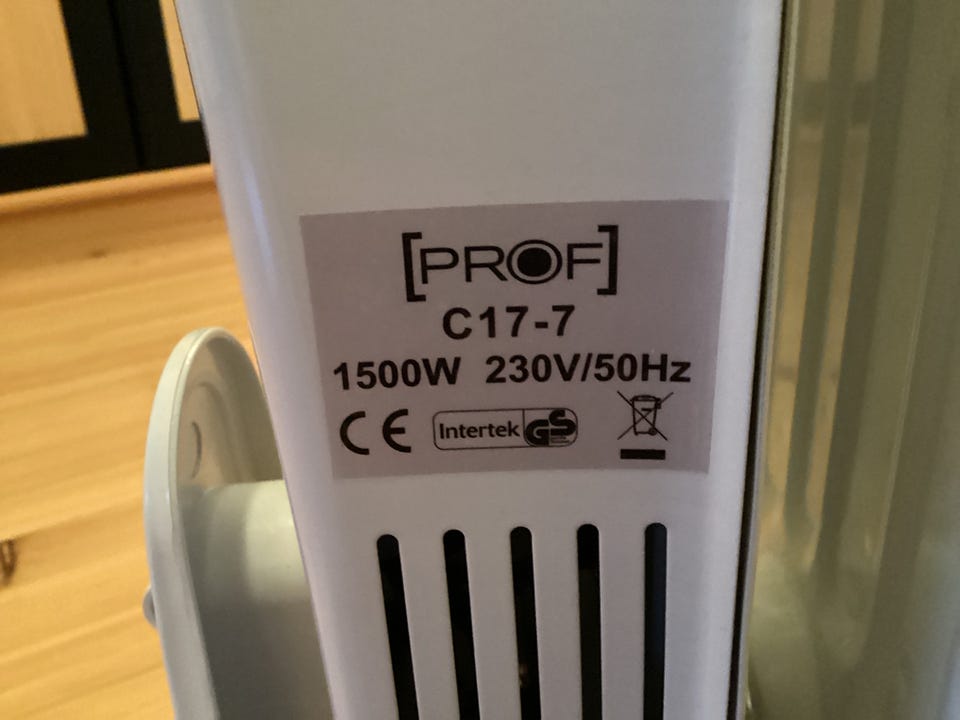 [PROF]
C17-7
1500W 230V/50Hz
CE Intertek GS